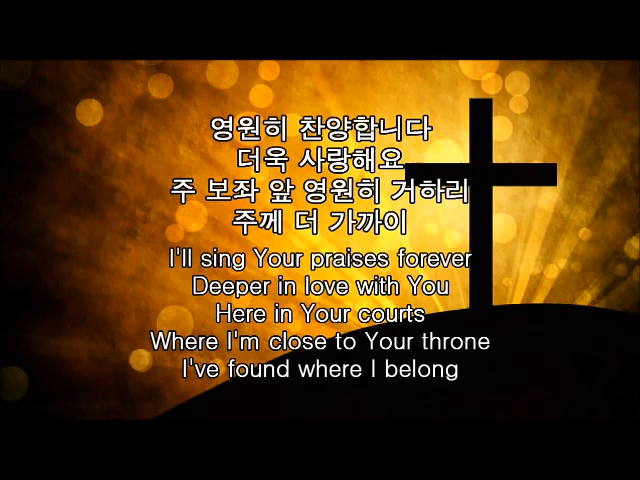 영원히 찬양합니다
더욱 사랑해요
주 보좌 앞 영원히 거하리
주께 더 가까이
I'll sing Your praises forever
Deeper in love with You
Here in Your courts
Where I'm close to Your throne
I've found where I belong